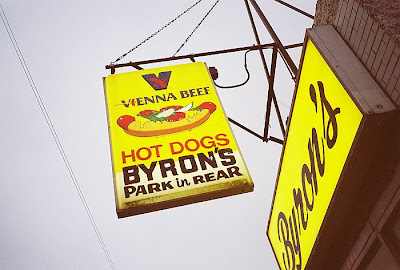 VIENNA BEEF
HOT DOGS
BYRON'S
PARK in REAR
Byron's